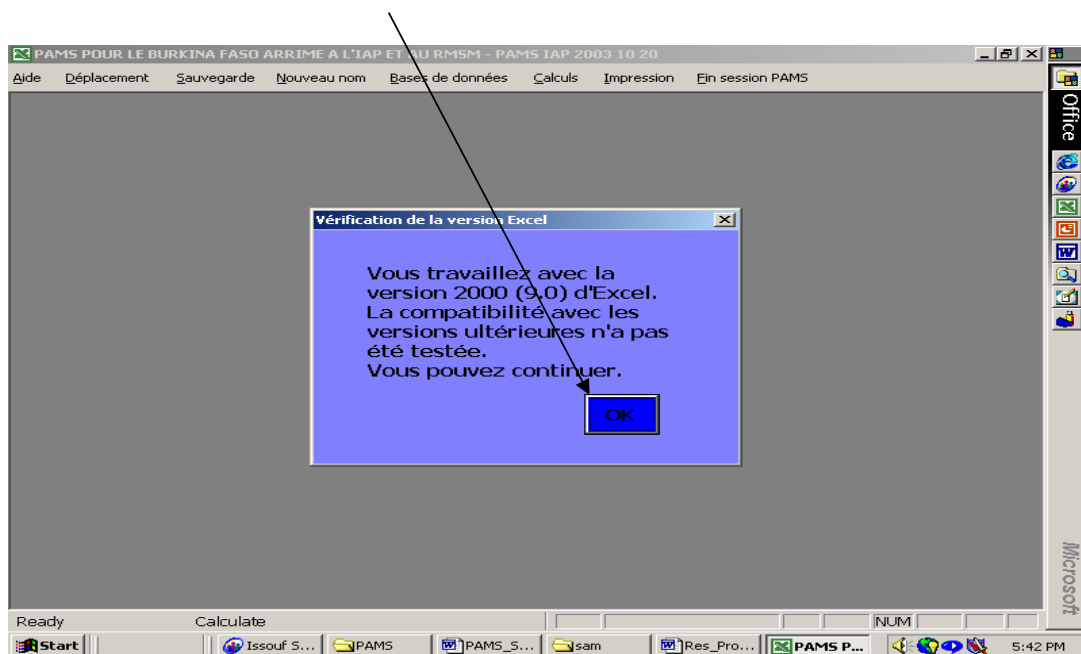 PAMS POUR LE BURKINA FASO ARRIME A L'IAP ET AU RMSM - PAMS IAP 2003 10 20
Aide Déplacement Sauvegarde Nouveau nom Bases de données Calculs Impression Fin session PAMS
Office
Vérification de la version Excel
Vous travaillez avec la
version 2000 (9.0) d'Excel.
La compatibilité avec les
versions ultérieures n'a pas
été testée.
Vous pouvez continuer.
OK
Microsoft
Ready Calculate NUM
Start Issouf S... PAMS PAMS_S... sam Res_Pro... PAMS P... 5:42 PM